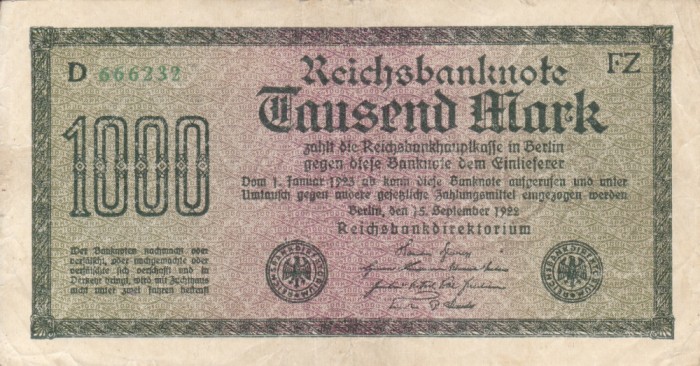 D 666232
Reichsbanknote
FZ
Tausend Mark
1000
zahlt die Reichsbankhauptkasse in Berlin
gegen diese Banknote dem Einlieferer
Vom 1. Januar 1923 ab kann diese Banknote aufgerufen und unter
Umtausch gegen andere gesetzliche Zahlungsmittel eingezogen werden
Berlin, den 15. September 1922
Reichsbankdirektorium
Wer Banknoten nachmacht oder
verfälscht, oder nachgemachte oder
verfälschte sich verschafft und in
Verkehr bringt, wird mit Zuchthaus
nicht unter zwei Jahren bestraft